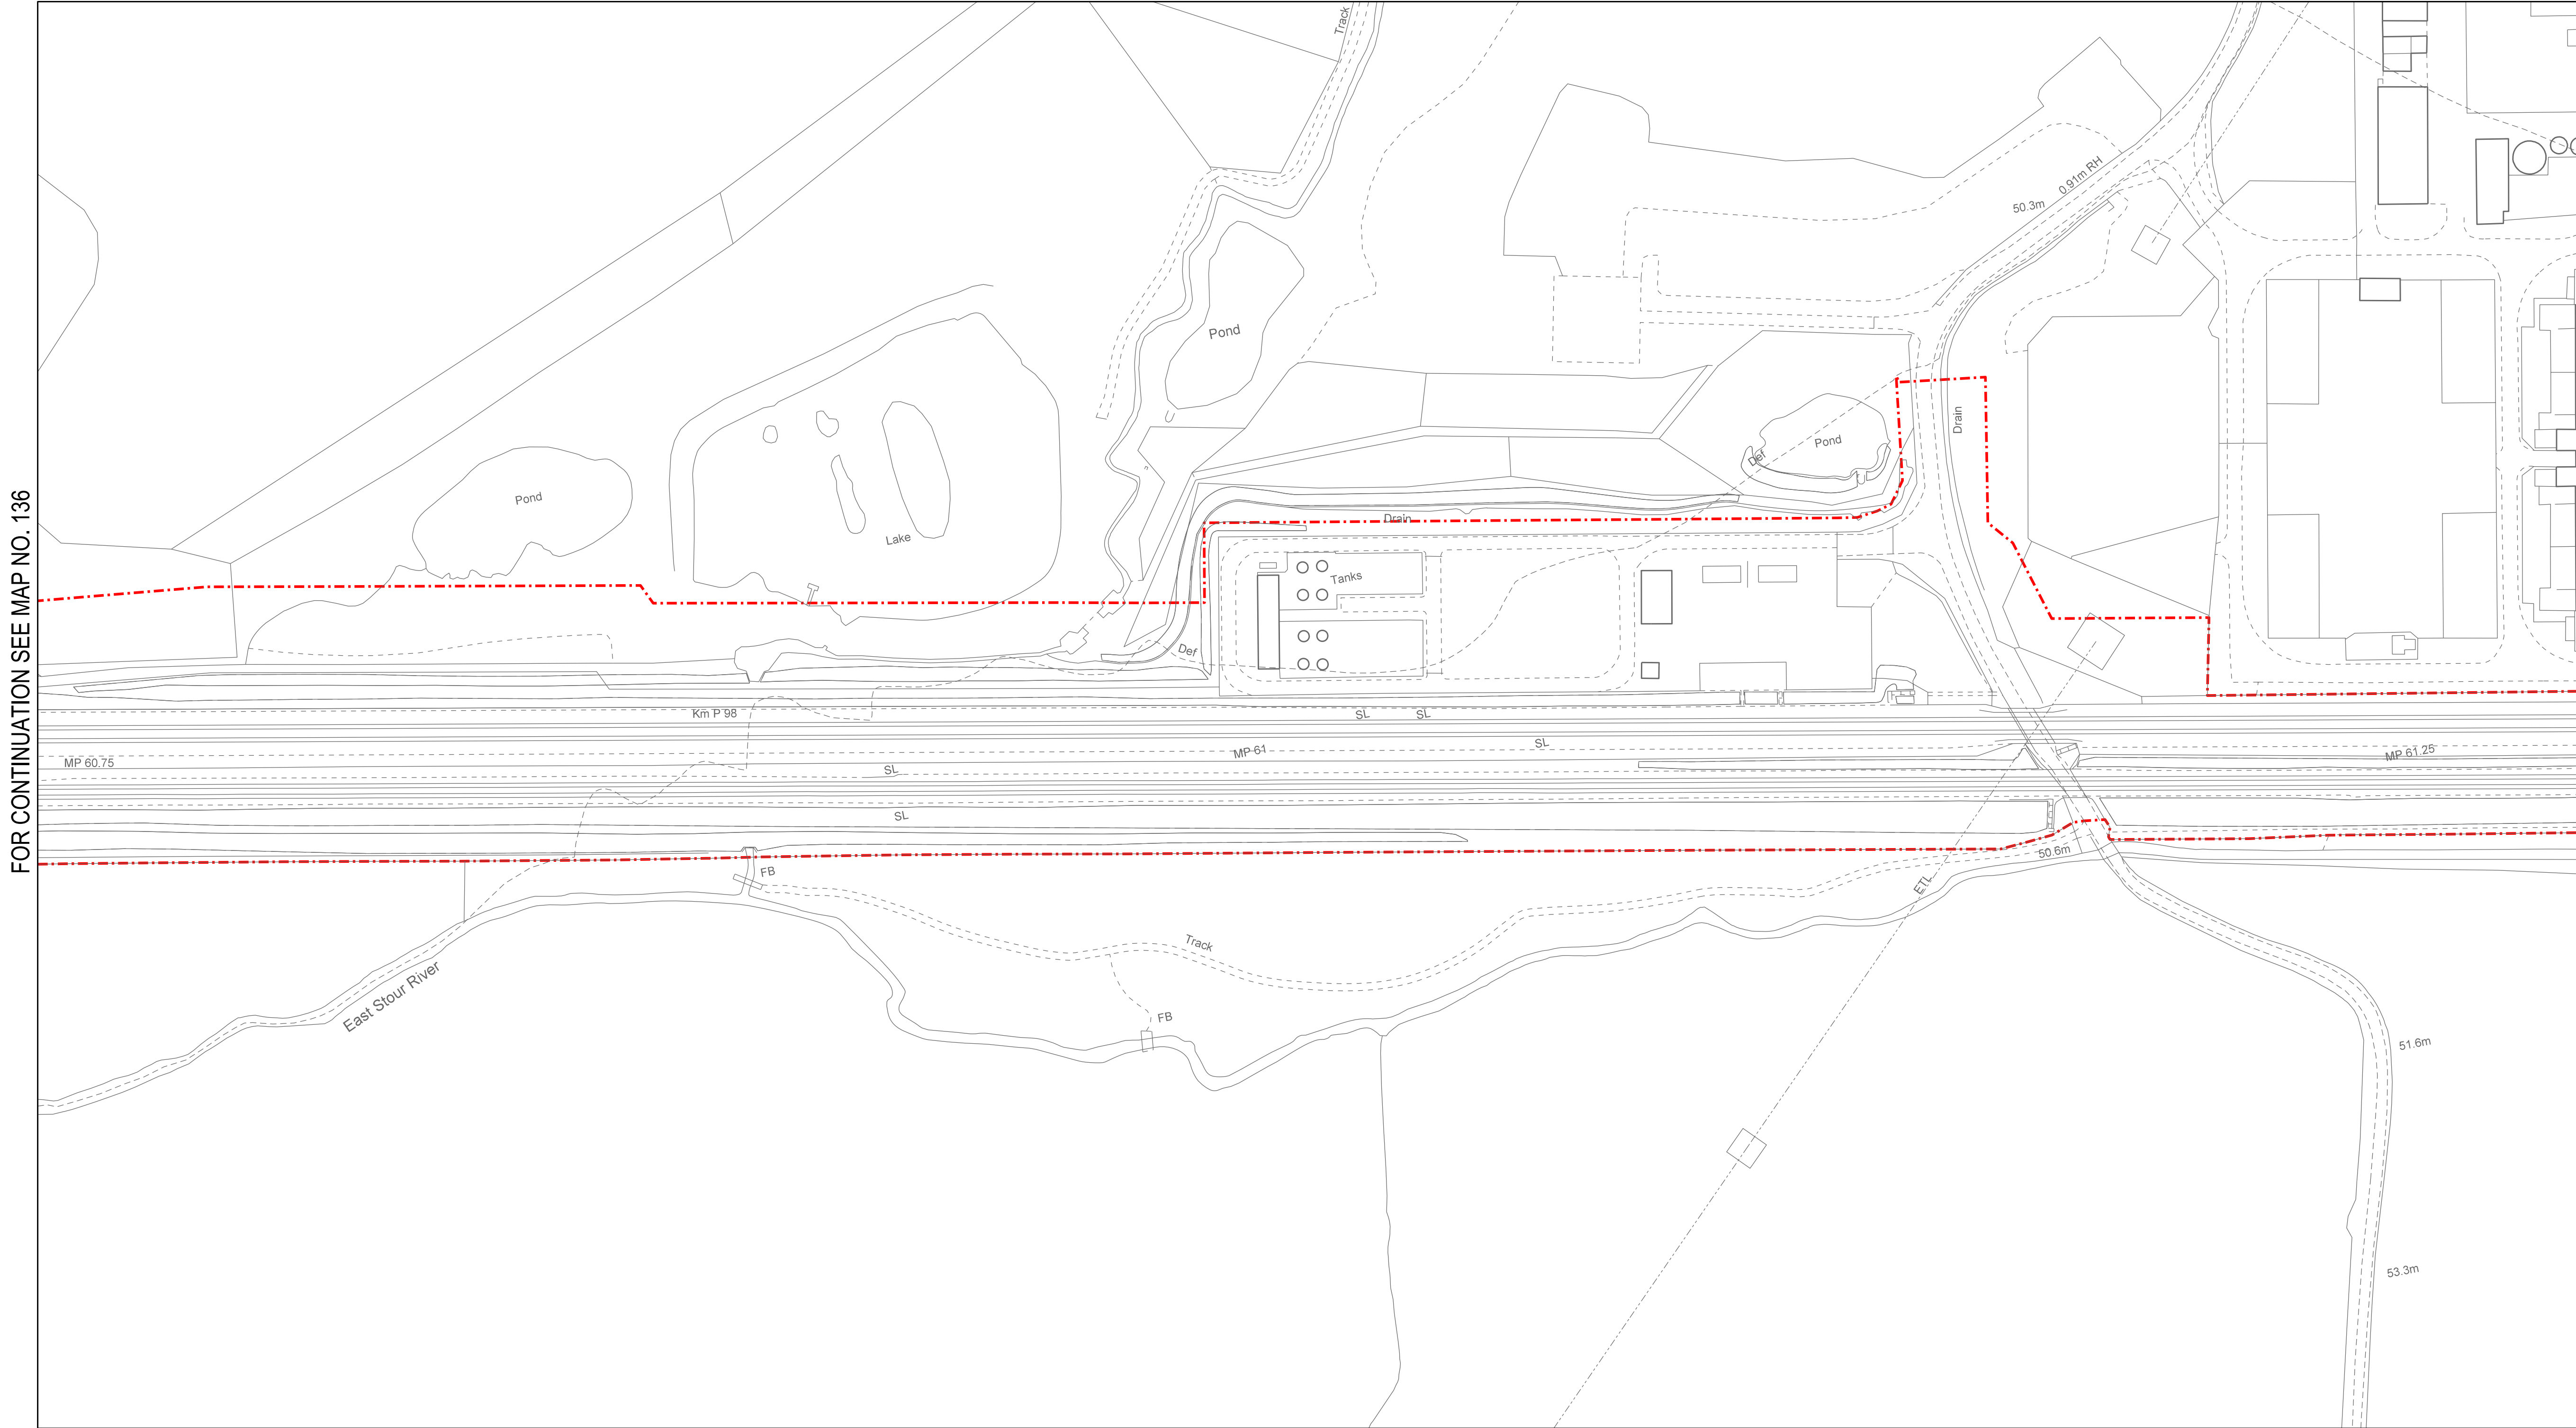 FOR CONTINUATION SEE MAP NO. 136
Track
0.91m RH
50.3m
Pond
Drain
Pond
Def
Pond
Drain
Lake
Tanks
Def
Km P 98
SL
SL
SL
MP 61
MP 61.25
MP 60.75
SL
SL
50.6m
FB
ETL
Track
East Stour River
FB
51.6m
53.3m